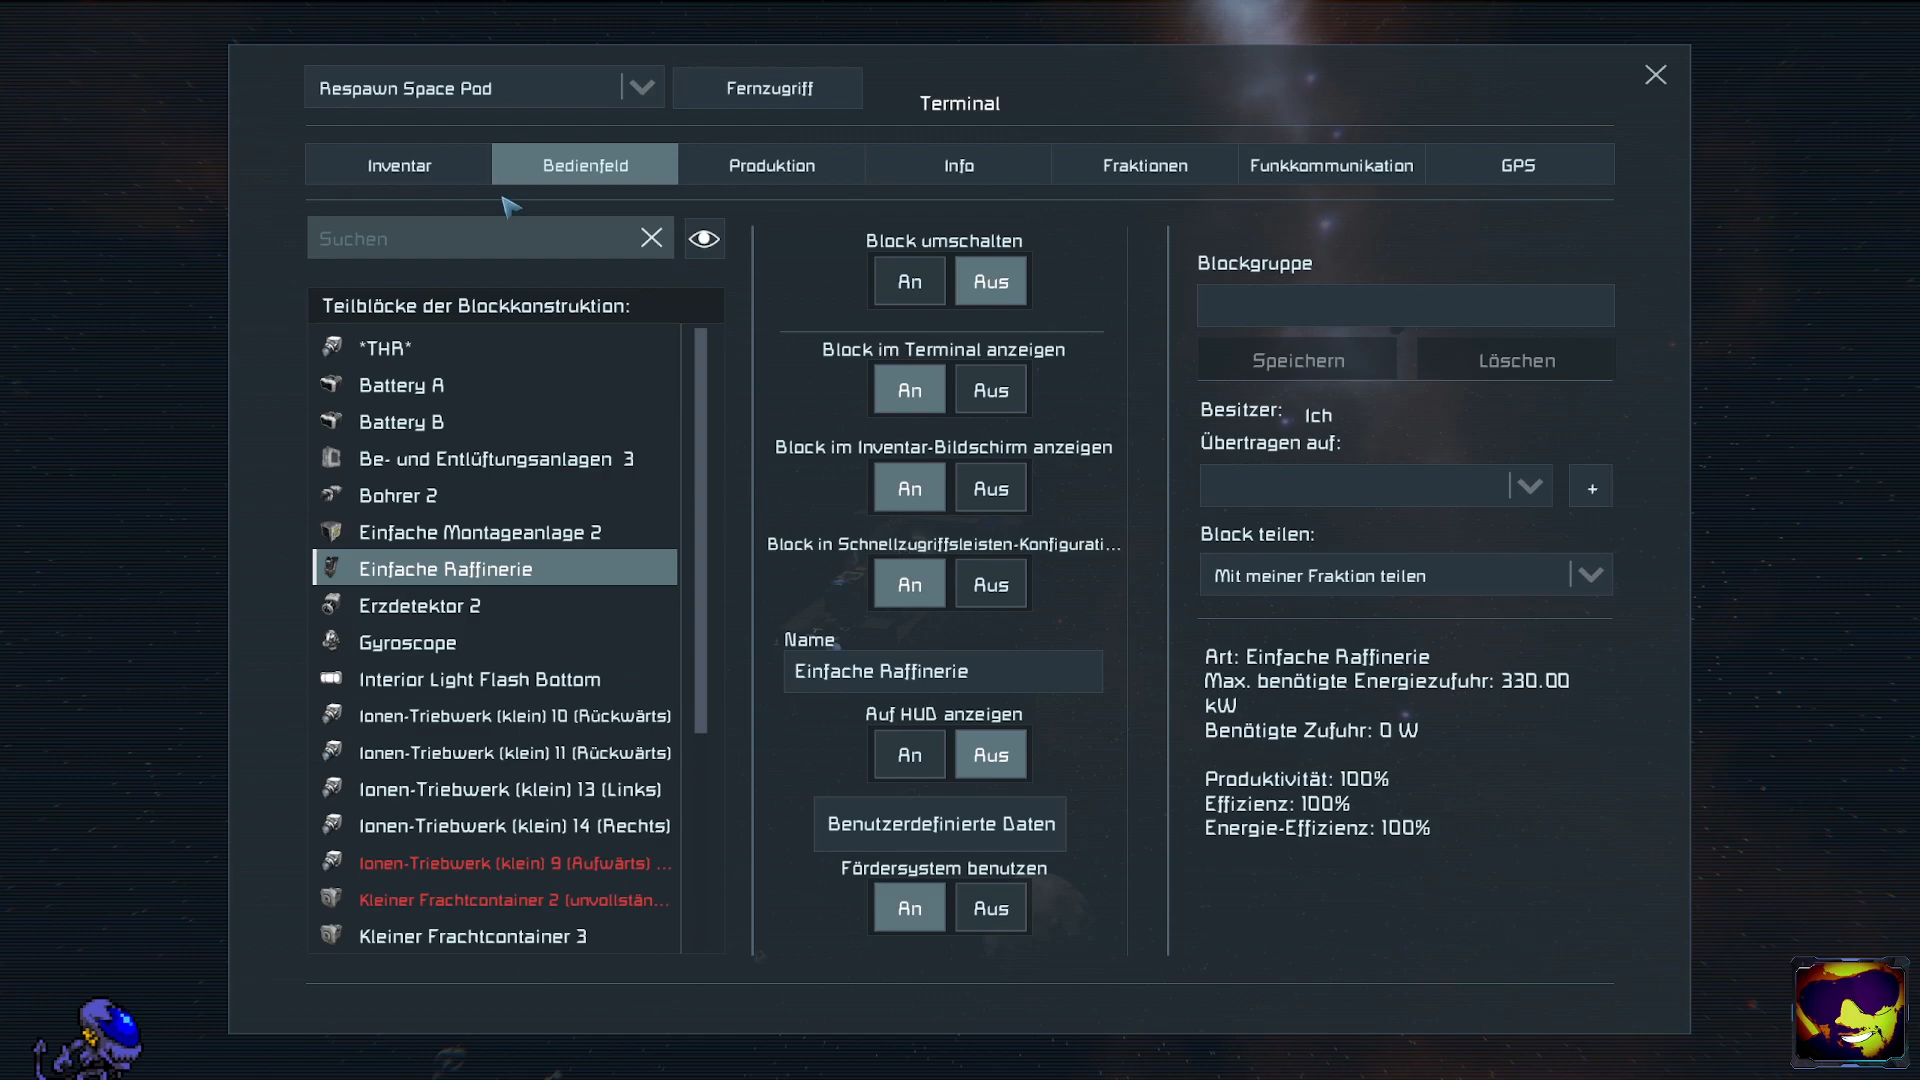 Respawn Space Pod
Fernzugriff
Terminal
Inventar
Bedienfeld
Produktion
Info
Fraktionen
Funkkommunikation
GPS
Suchen
Teilblöcke der Blockkonstruktion:
*THR*
Battery A
Battery B
Be- und Entlüftungsanlagen 3
Bohrer 2
Einfache Montageanlage 2
Einfache Raffinerie
Erzdetektor 2
Gyroscope
Interior Light Flash Bottom
Ionen-Triebwerk (klein) 10 (Rückwärts)
Ionen-Triebwerk (klein) 11 (Rückwärts)
Ionen-Triebwerk (klein) 13 (Links)
Ionen-Triebwerk (klein) 14 (Rechts)
Ionen-Triebwerk (klein) 9 (Aufwärts) ...
Kleiner Frachtcontainer 2 (unvollstän...
Kleiner Frachtcontainer 3
Block umschalten
An Aus
Block im Terminal anzeigen
An Aus
Block im Inventar-Bildschirm anzeigen
An Aus
Block in Schnellzugriffsleisten-Konfigurati...
An Aus
Name
Einfache Raffinerie
Auf HUD anzeigen
An Aus
Benutzerdefinierte Daten
Fördersystem benutzen
An Aus
Blockgruppe
Speichern
Löschen
Besitzer: Ich
Übertragen auf:
+
Block teilen:
Mit meiner Fraktion teilen
Art: Einfache Raffinerie
Max. benötigte Energiezufuhr: 330.00
kW
Benötigte Zufuhr: 0 W
Produktivität: 100%
Effizienz: 100%
Energie-Effizienz: 100%